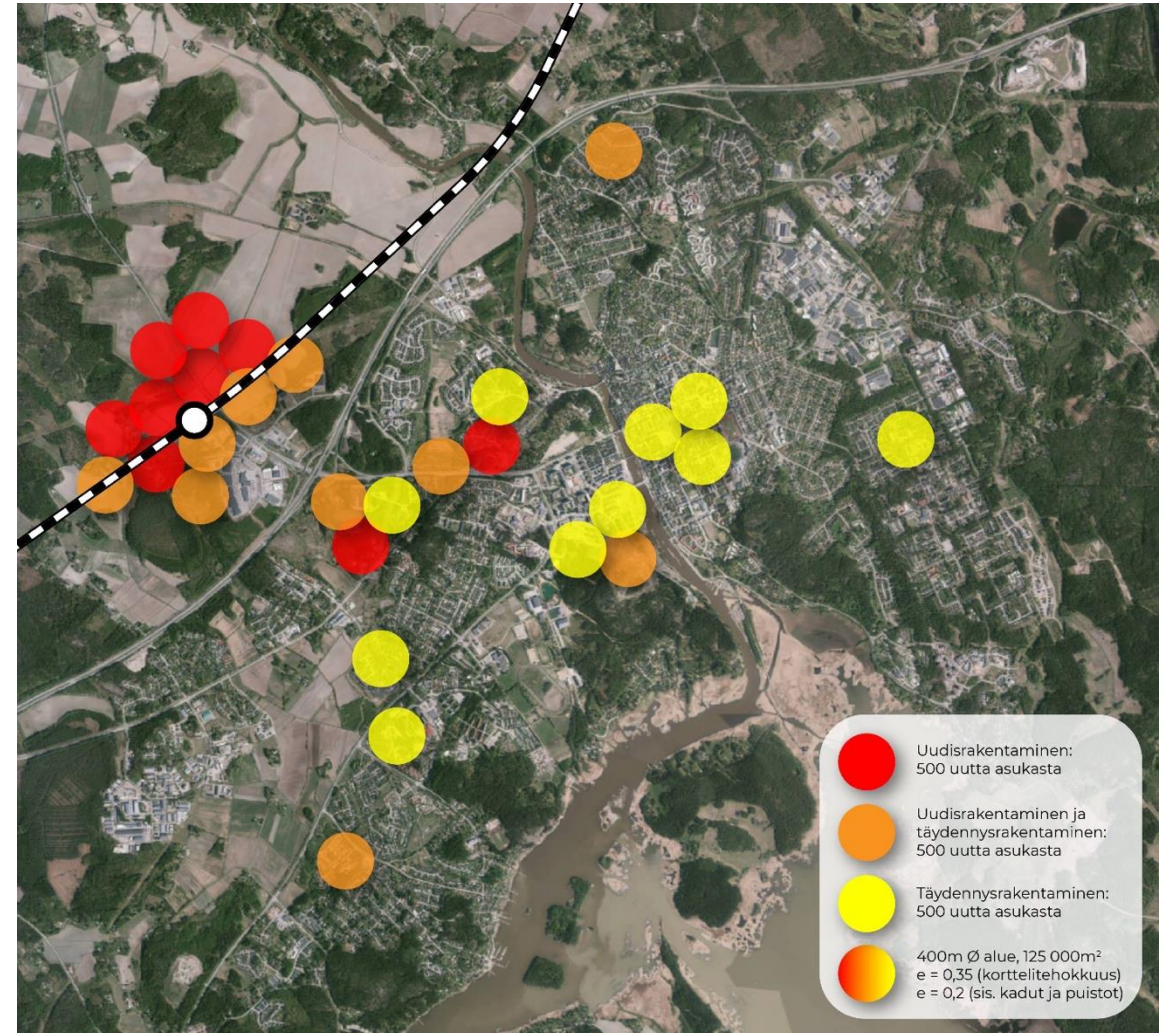 Uudisrakentaminen:
500 uutta asukasta
Uudisrakentaminen ja
täydennysrakentaminen:
500 uutta asukasta
Täydennysrakentaminen:
500 uutta asukasta
400m Ø alue, 125 000m²
e = 0,35 (korttelitehokkuus)
e = 0,2 (sis. kadut ja puistot)